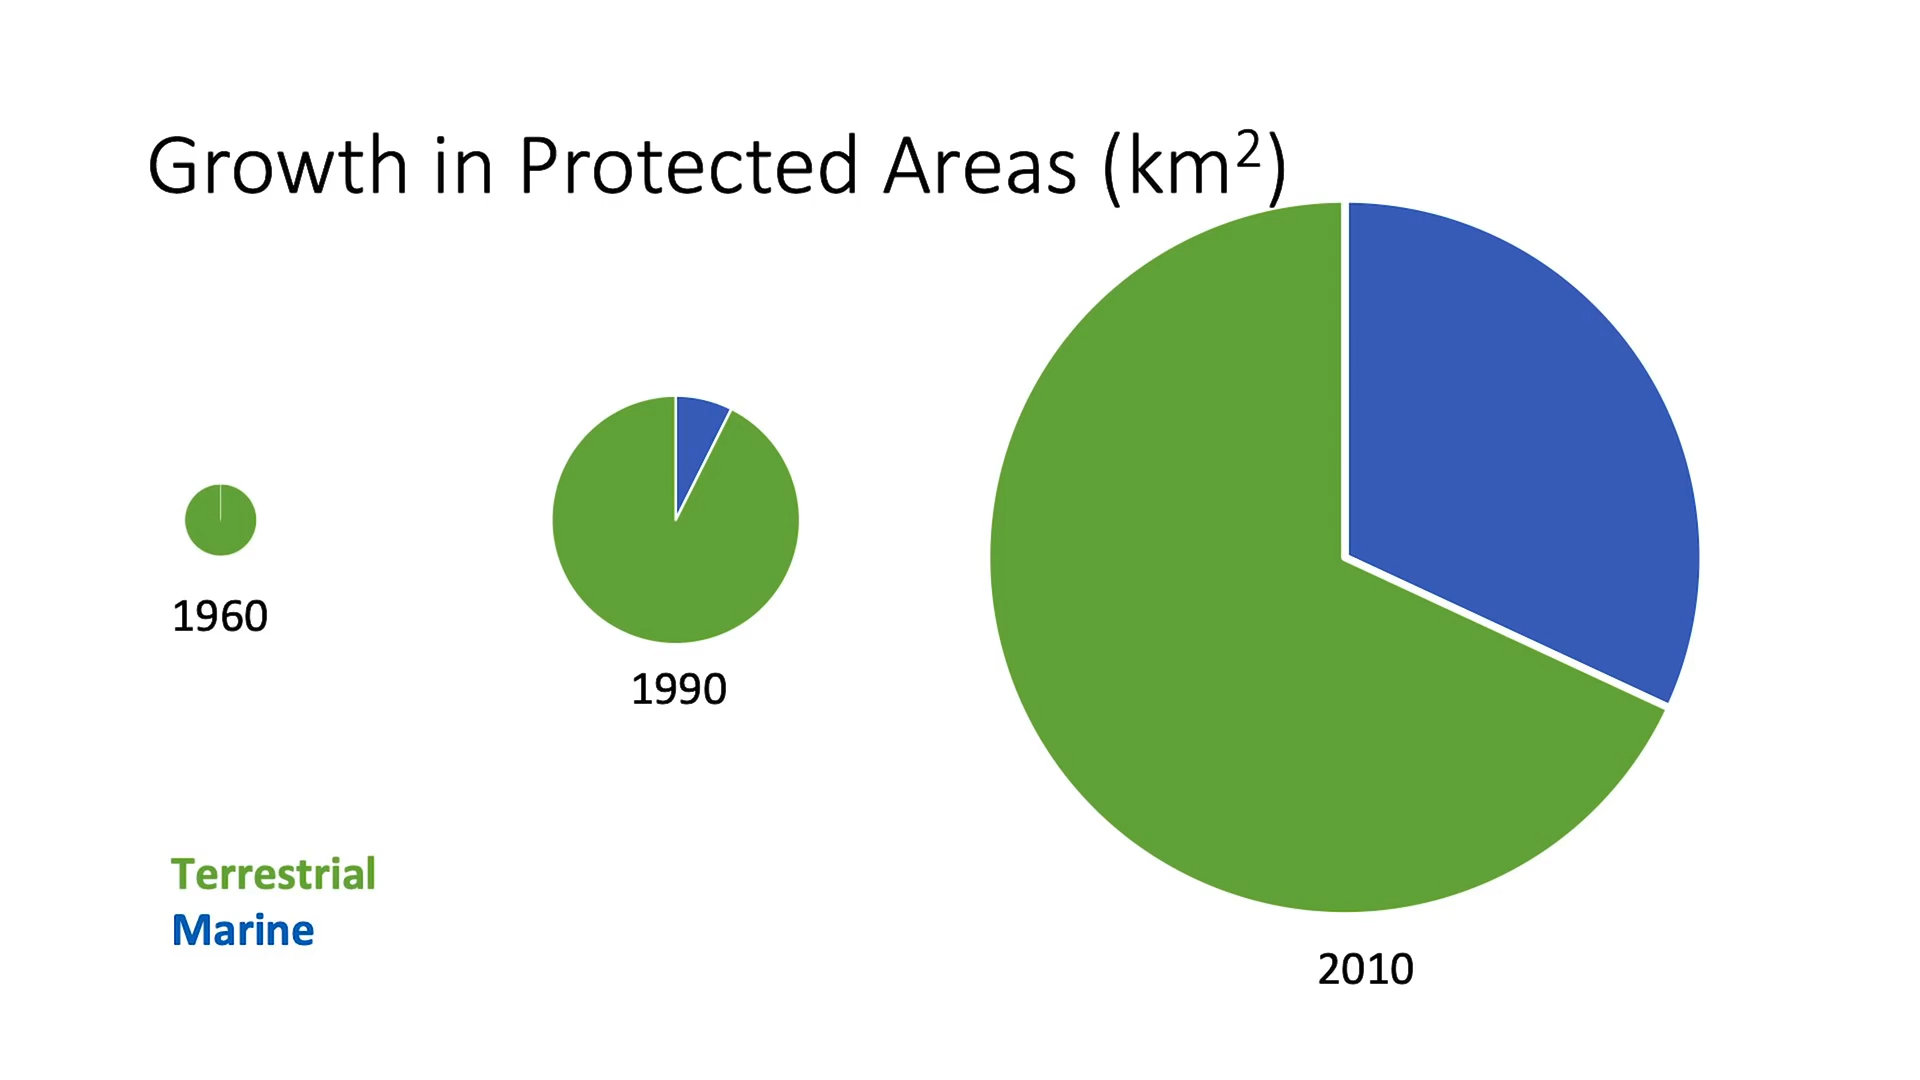 Growth in Protected Areas (km²)
1960
1990
2010
Terrestrial
Marine